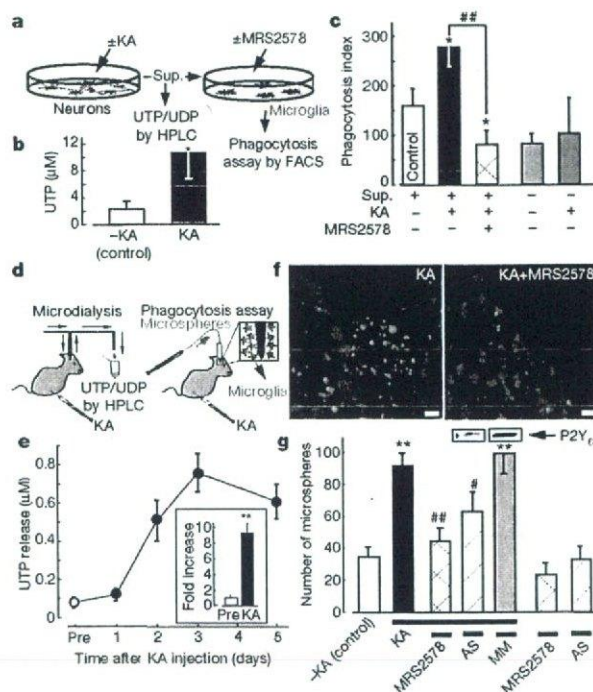 a
±KA
Neurons
Sup.
UTP/UDP
by HPLC
±MRS2578
Microglia
Phagocytosis
assay by FACS
b
UTP (μM)
12
8
4
0
*
−KA
(control)
KA
c
Phagocytosis index
300
200
100
0
Control
*
##
*
Sup. + + + − −
KA − + + − +
MRS2578 − − + − −
d
Microdialysis
UTP/UDP
by HPLC
KA
Phagocytosis assay
Microspheres
Microglia
KA
e
UTP release (μM)
0.8
0.6
0.4
0.2
0
Pre 1 2 3 5
Time after KA injection (days)
Fold increase
10
8
6
4
2
0
**
Pre KA
f
KA
KA+MRS2578
g
P2Y6
Number of microspheres
100
80
60
40
20
0
**
##
#
**
−KA (control)
KA
MRS2578
AS
MM
MRS2578
AS